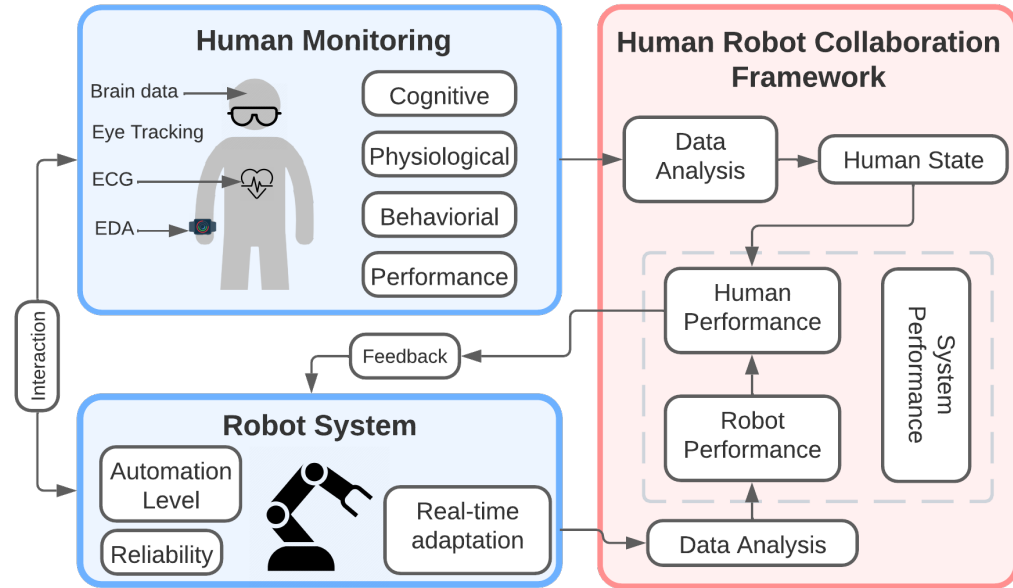 Human Monitoring
Brain data
Eye Tracking
ECG
EDA
Cognitive
Physiological
Behaviorial
Performance
Interaction
Feedback
Robot System
Automation
Level
Reliability
Real-time
adaptation
Human Robot Collaboration
Framework
Data
Analysis
Human State
Human
Performance
System
Performance
Robot
Performance
Data Analysis